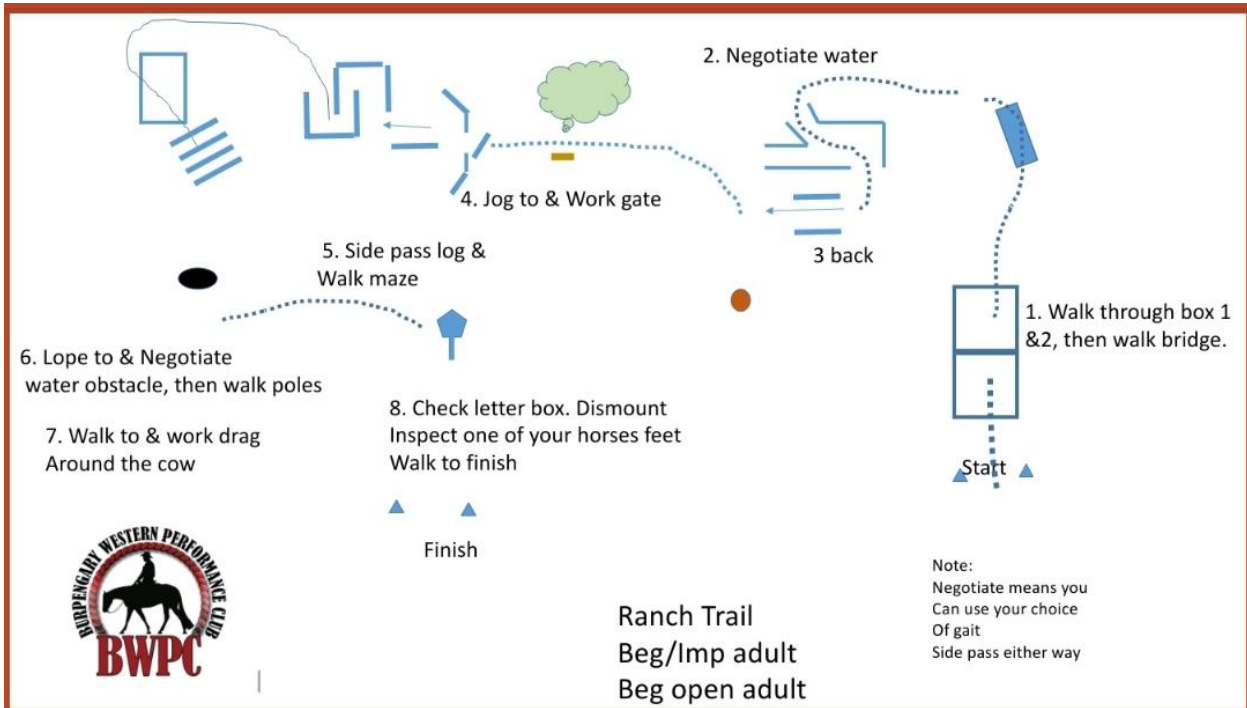 2. Negotiate water
4. Jog to & Work gate
3 back
5. Side pass log &
Walk maze
1. Walk through box 1
&2, then walk bridge.
6. Lope to & Negotiate
water obstacle, then walk poles
8. Check letter box. Dismount
Inspect one of your horses feet
Walk to finish
7. Walk to & work drag
Around the cow
Start
Finish
BURPENGARY WESTERN PERFORMANCE CLUB
BWPC
Note:
Negotiate means you
Can use your choice
Of gait
Side pass either way
Ranch Trail
Beg/Imp adult
Beg open adult